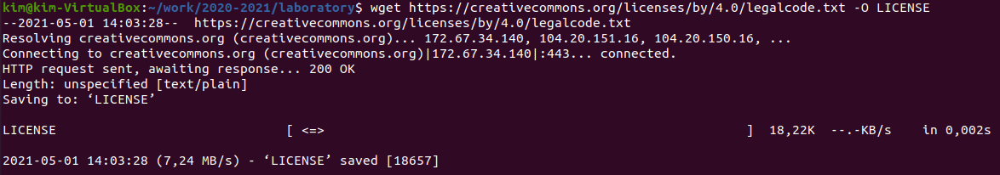 kim@kim-VirtualBox:~/work/2020-2021/laboratory$ wget https://creativecommons.org/licenses/by/4.0/legalcode.txt -O LICENSE
--2021-05-01 14:03:28--  https://creativecommons.org/licenses/by/4.0/legalcode.txt
Resolving creativecommons.org (creativecommons.org)... 172.67.34.140, 104.20.151.16, 104.20.150.16, ...
Connecting to creativecommons.org (creativecommons.org)|172.67.34.140|:443... connected.
HTTP request sent, awaiting response... 200 OK
Length: unspecified [text/plain]
Saving to: ‘LICENSE’
LICENSE                                 [ <=>                                                              ]  18,22K  --.-KB/s    in 0,002s
2021-05-01 14:03:28 (7,24 MB/s) - ‘LICENSE’ saved [18657]